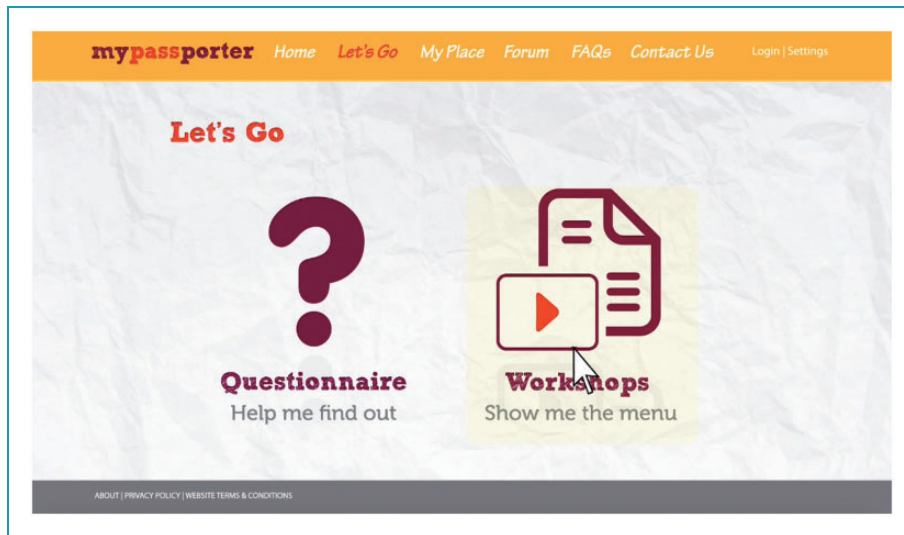 mypassporter Home Let's Go My Place Forum FAQs Contact Us Login | Settings
Let's Go
?
Questionnaire
Help me find out
Workshops
Show me the menu
ABOUT | PRIVACY POLICY | WEBSITE TERMS & CONDITIONS